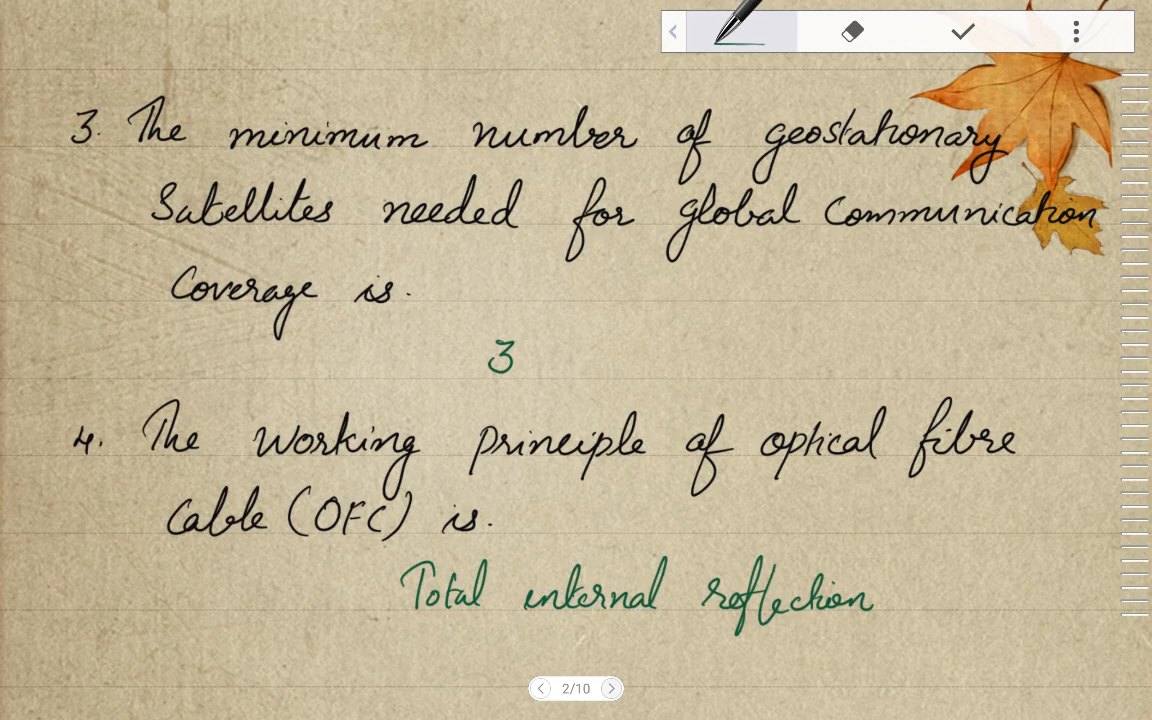 3. The minimum number of geostationary
Satellites needed for global Communication
Coverage is.
3
4. The working principle of optical fibre
Cable (OFC) is.
Total internal reflection
2/10